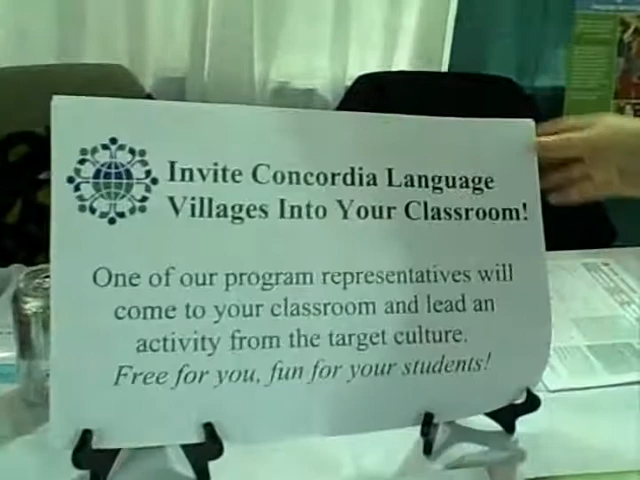 Invite Concordia Language
Villages Into Your Classroom!
One of our program representatives will
come to your classroom and lead an
activity from the target culture.
Free for you, fun for your students!